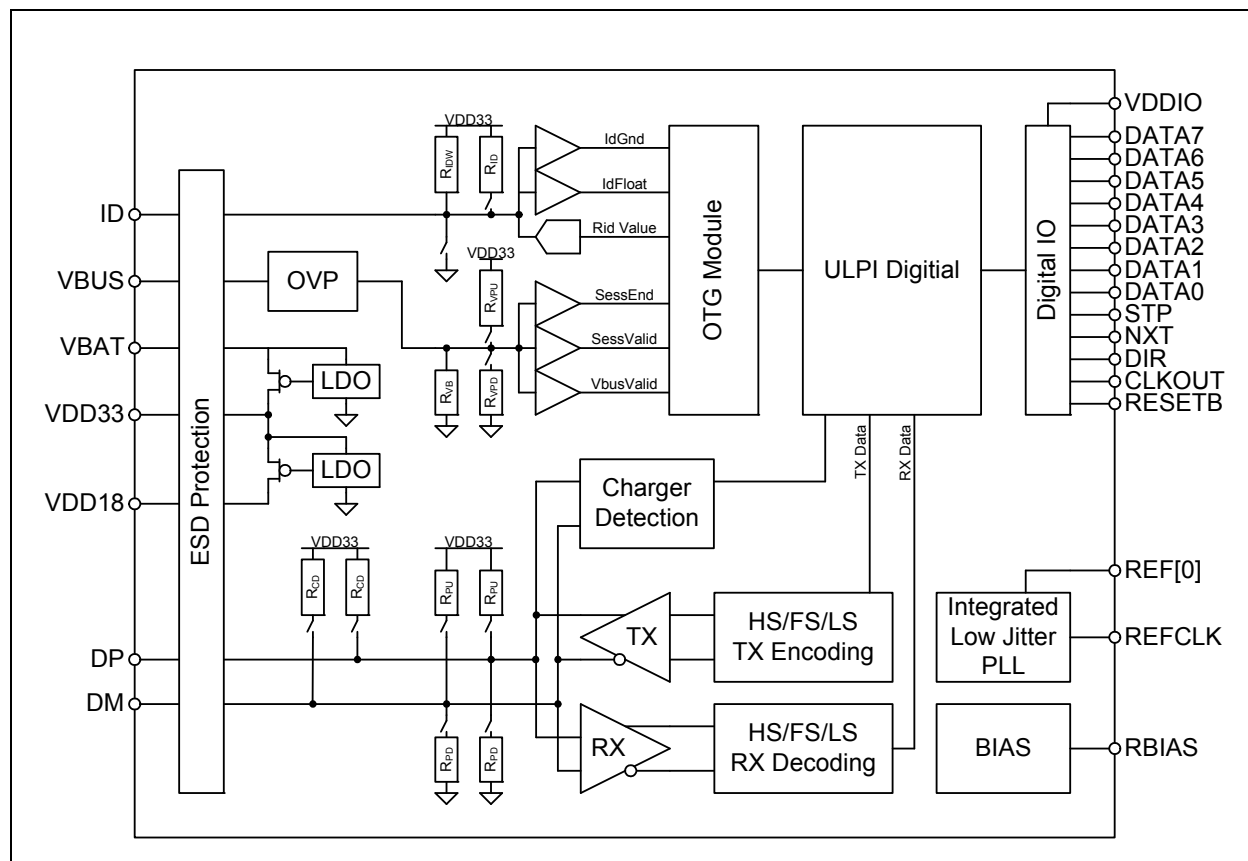 VDDIO
DATA7
DATA6
DATA5
DATA4
DATA3
DATA2
DATA1
DATA0
STP
NXT
DIR
CLKOUT
RESETB
REF[0]
REFCLK
RBIAS
ID
VBUS
VBAT
VDD33
VDD18
DP
DM
ESD Protection
OVP
LDO
LDO
VDD33
RIDW
RID
IdGnd
IdFloat
Rid Value
VDD33
RVPU
SessEnd
SessValid
VbusValid
RVB
RVPD
OTG Module
ULPI Digitial
Digital IO
TX Data
RX Data
Charger
Detection
VDD33
RCD
RCD
VDD33
RPU
RPU
RPD
RPD
TX
HS/FS/LS
TX Encoding
RX
HS/FS/LS
RX Decoding
Integrated
Low Jitter
PLL
BIAS